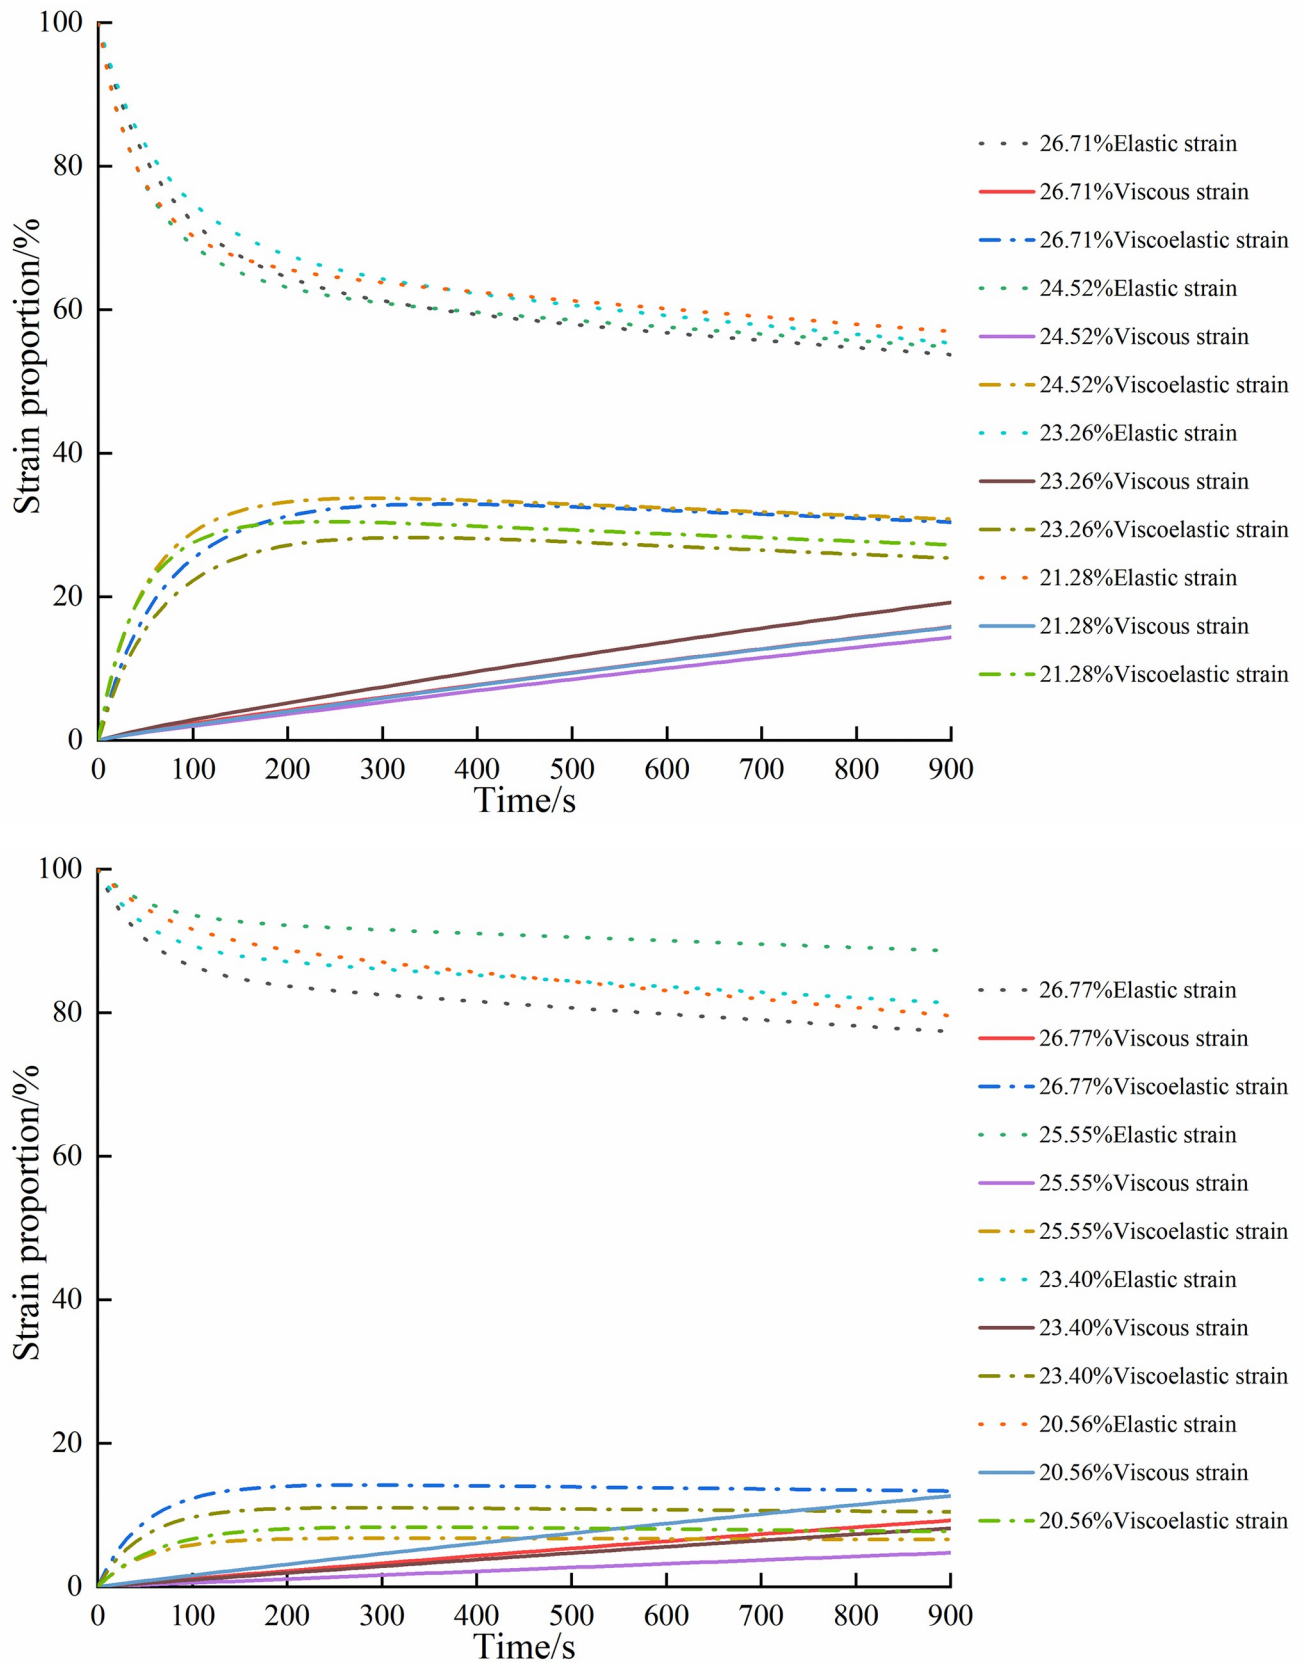 100
80
60
40
20
0
Strain proportion/%
0 100 200 300 400 500 600 700 800 900
Time/s
26.71%Elastic strain
26.71%Viscous strain
26.71%Viscoelastic strain
24.52%Elastic strain
24.52%Viscous strain
24.52%Viscoelastic strain
23.26%Elastic strain
23.26%Viscous strain
23.26%Viscoelastic strain
21.28%Elastic strain
21.28%Viscous strain
21.28%Viscoelastic strain
100
80
60
40
20
0
Strain proportion/%
0 100 200 300 400 500 600 700 800 900
Time/s
26.77%Elastic strain
26.77%Viscous strain
26.77%Viscoelastic strain
25.55%Elastic strain
25.55%Viscous strain
25.55%Viscoelastic strain
23.40%Elastic strain
23.40%Viscous strain
23.40%Viscoelastic strain
20.56%Elastic strain
20.56%Viscous strain
20.56%Viscoelastic strain